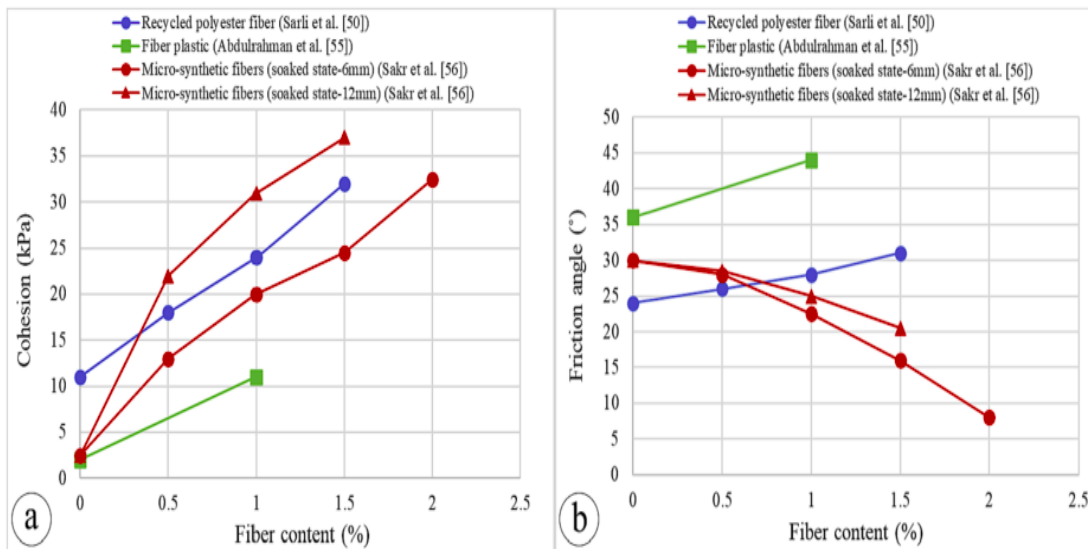 Recycled polyester fiber (Sarli et al. [50])
Fiber plastic (Abdulrahman et al. [55])
Micro-synthetic fibers (soaked state-6mm) (Sakr et al. [56])
Micro-synthetic fibers (soaked state-12mm) (Sakr et al. [56])
40
35
30
25
20
15
10
5
0
Cohesion (kPa)
0 0.5 1 1.5 2 2.5
Fiber content (%)
a
Recycled polyester fiber (Sarli et al. [50])
Fiber plastic (Abdulrahman et al. [55])
Micro-synthetic fibers (soaked state-6mm) (Sakr et al. [56])
Micro-synthetic fibers (soaked state-12mm) (Sakr et al. [56])
50
45
40
35
30
25
20
15
10
5
0
Friction angle (°)
0 0.5 1 1.5 2 2.5
Fiber content (%)
b